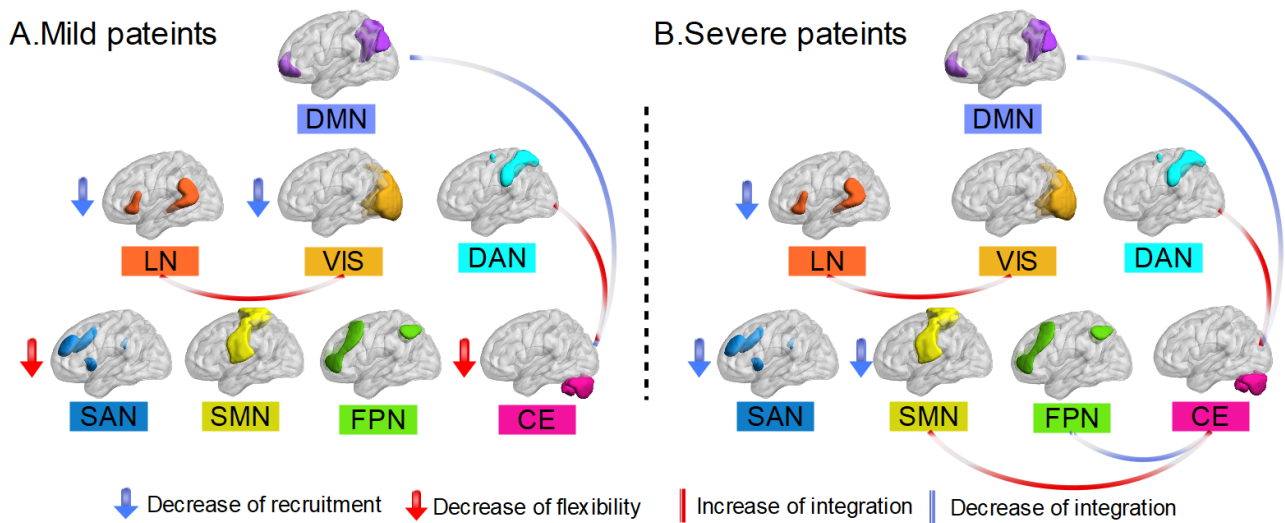 A.Mild pateints
B.Severe pateints
DMN
DMN
LN
VIS
DAN
LN
VIS
DAN
SAN
SMN
FPN
CE
SAN
SMN
FPN
CE
Decrease of recruitment
Decrease of flexibility
Increase of integration
Decrease of integration